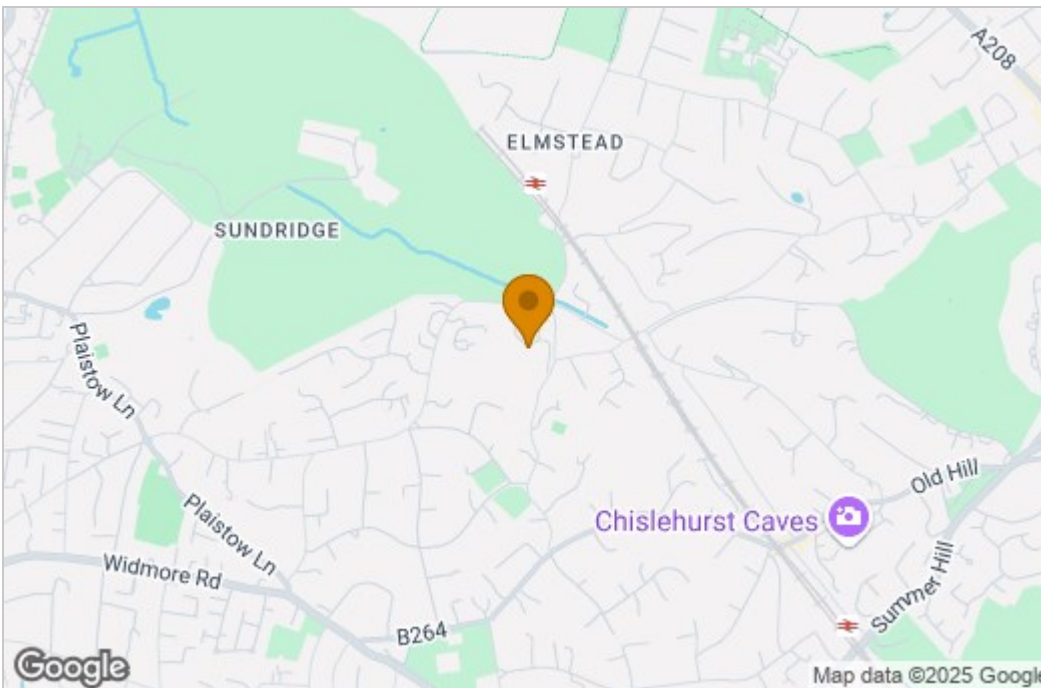 A208
ELMSTEAD
SUNDRIDGE
Plaistow Ln
Old Hill
Chislehurst Caves
Plaistow Ln
Widmore Rd
Summer Hill
B264
Google
Map data ©2025 Google